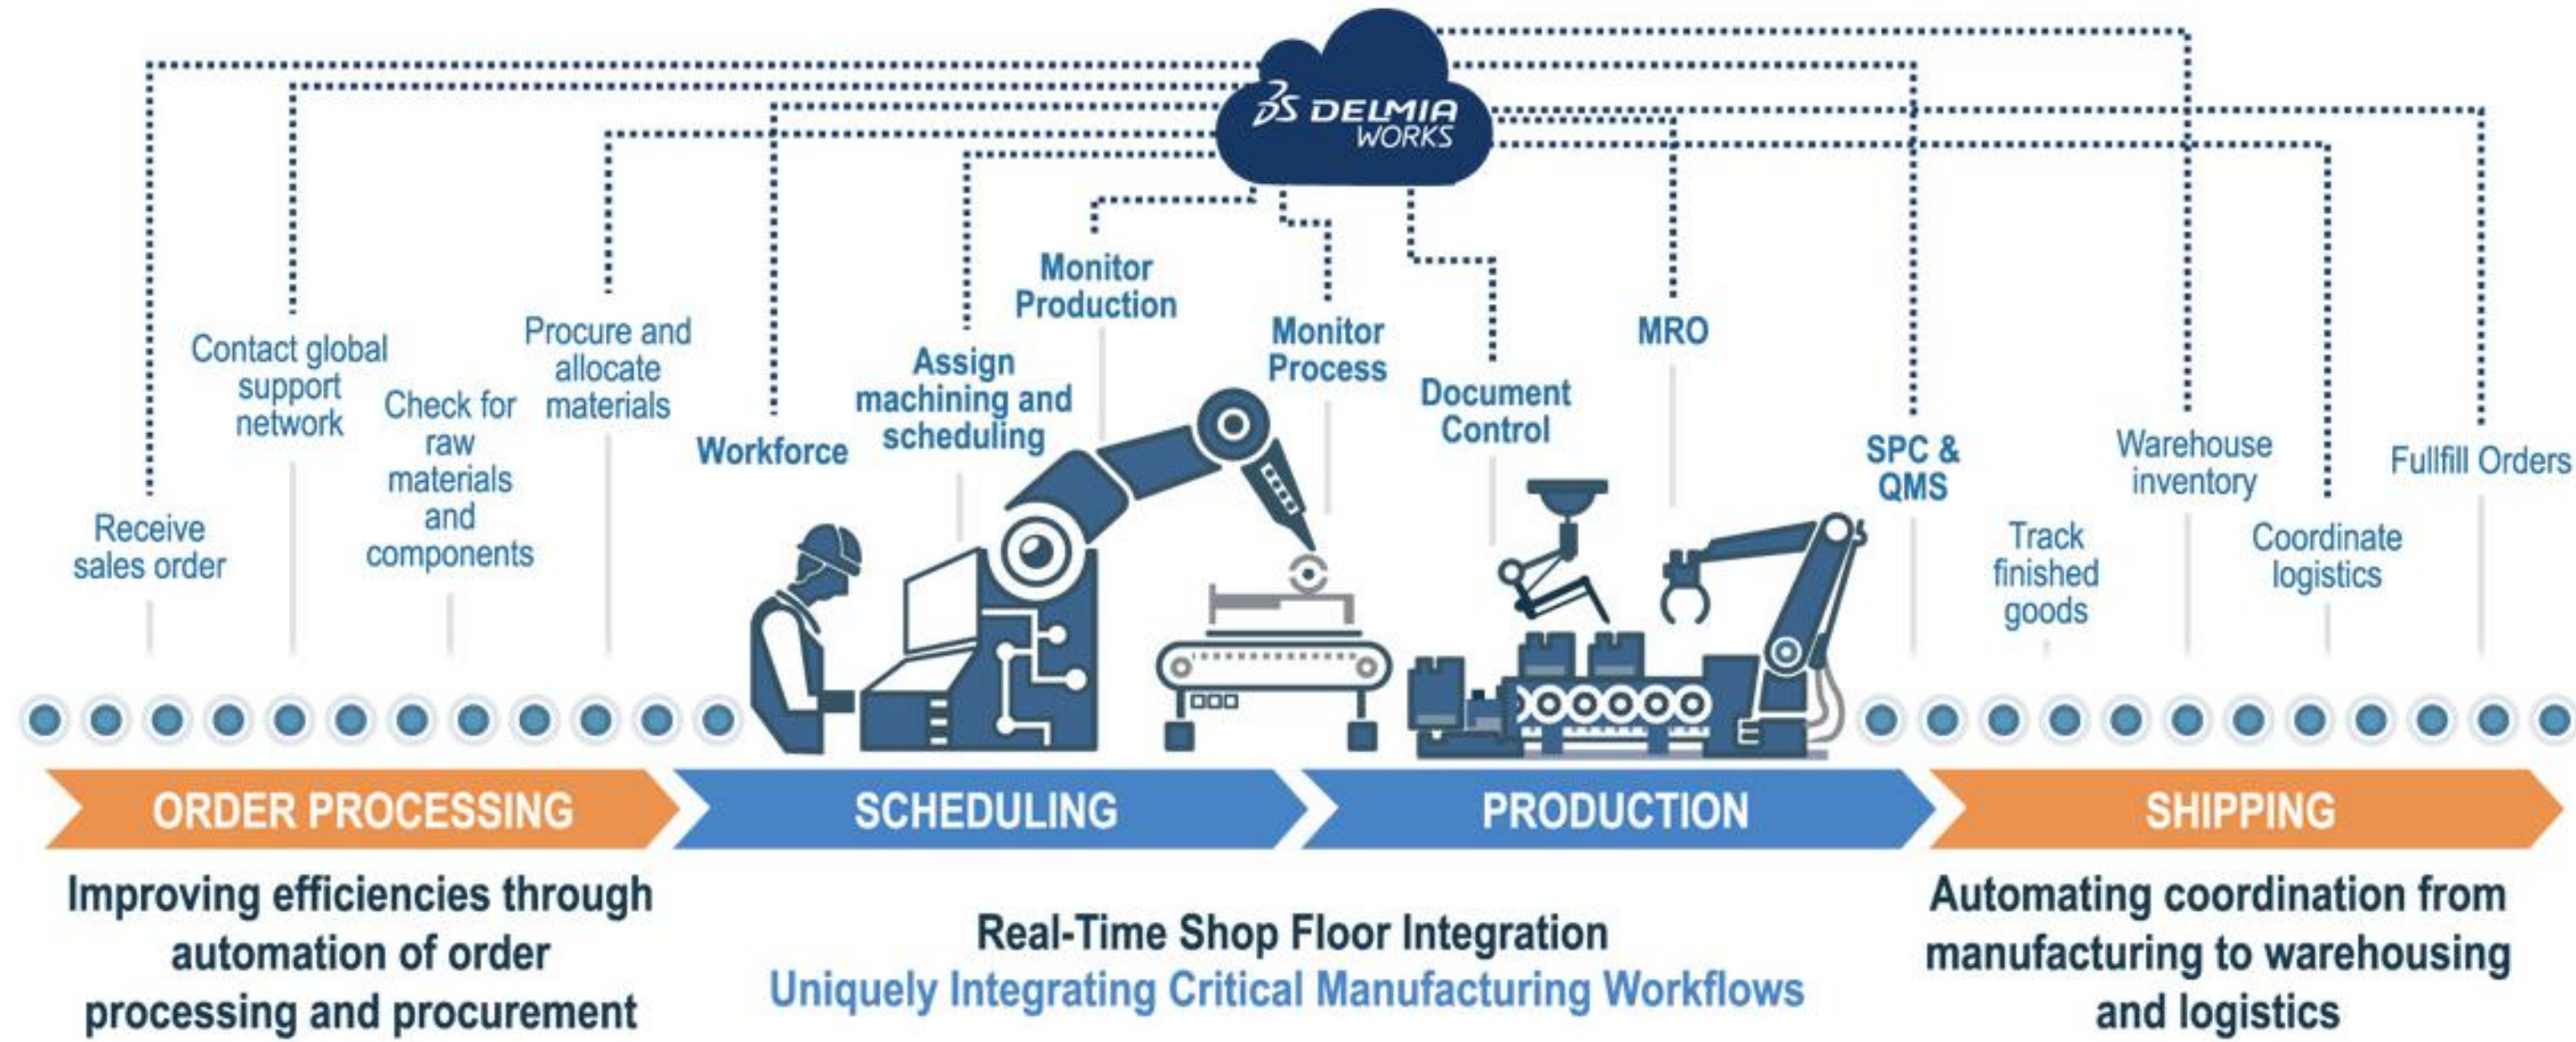 3DS DELMIA
WORKS
Receive
sales order
Contact global
support
network
Check for
raw
materials
and
components
Procure and
allocate
materials
Workforce
Assign
machining and
scheduling
Monitor
Production
Monitor
Process
Document
Control
MRO
SPC &
QMS
Track
finished
goods
Warehouse
inventory
Coordinate
logistics
Fullfill Orders
ORDER PROCESSING
SCHEDULING
PRODUCTION
SHIPPING
Improving efficiencies through
automation of order
processing and procurement
Real-Time Shop Floor Integration
Uniquely Integrating Critical Manufacturing Workflows
Automating coordination from
manufacturing to warehousing
and logistics